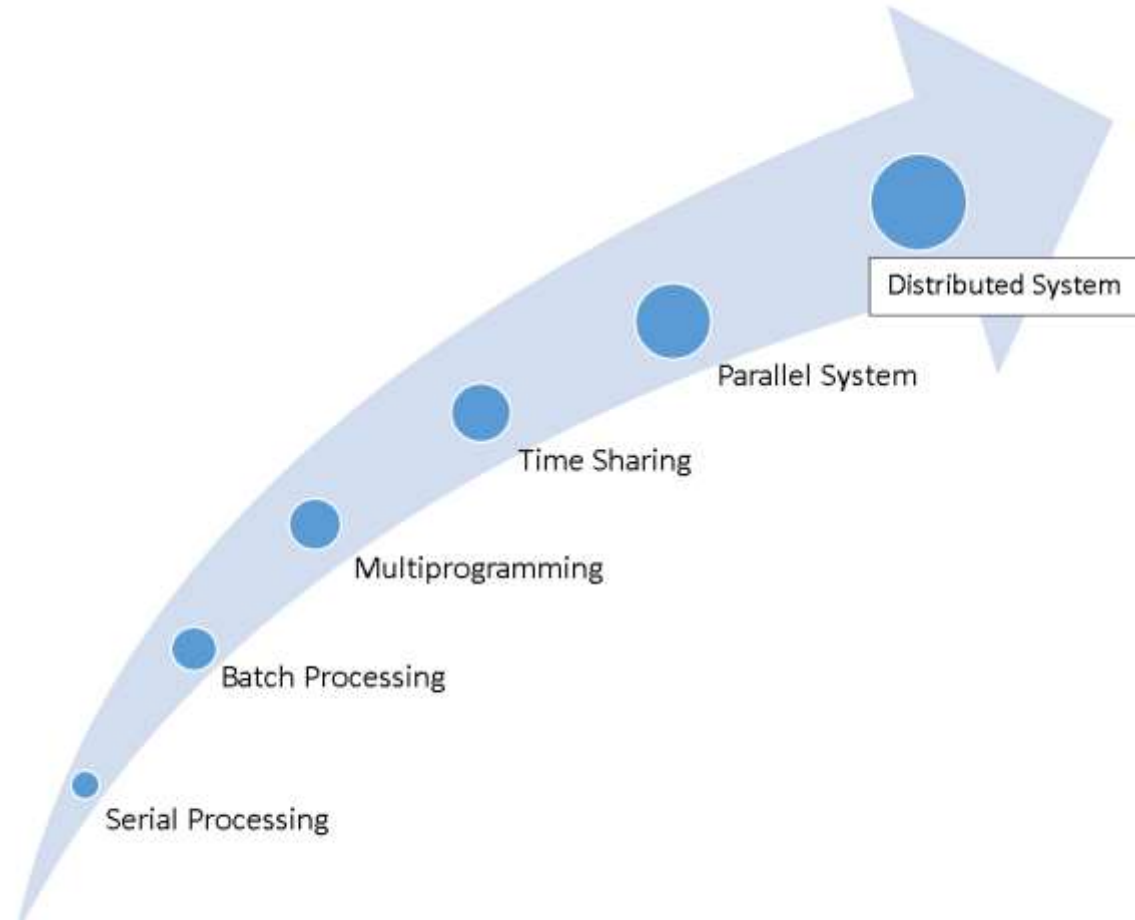 Distributed System
Parallel System
Time Sharing
Multiprogramming
Batch Processing
Serial Processing